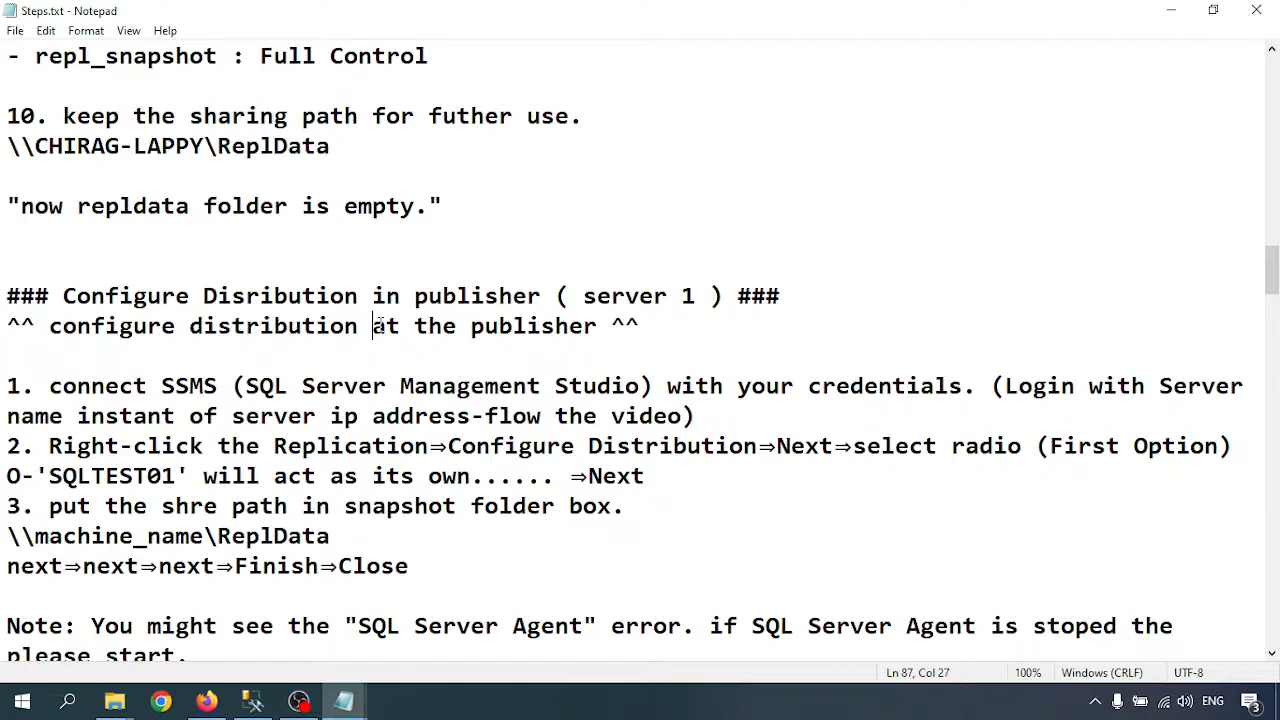 Steps.txt - Notepad
File Edit Format View Help
- repl_snapshot : Full Control
10. keep the sharing path for futher use.
\\CHIRAG-LAPPY\ReplData
"now repldata folder is empty."
### Configure Disribution in publisher ( server 1 ) ###
^^ configure distribution at the publisher ^^
1. connect SSMS (SQL Server Management Studio) with your credentials. (Login with Server
name instant of server ip address-flow the video)
2. Right-click the Replication⇒Configure Distribution⇒Next⇒select radio (First Option)
O-'SQLTEST01' will act as its own...... ⇒Next
3. put the shre path in snapshot folder box.
\\machine_name\ReplData
next⇒next⇒next⇒Finish⇒Close
Note: You might see the "SQL Server Agent" error. if SQL Server Agent is stoped the
please start.
Ln 87, Col 27 100% Windows (CRLF) UTF-8
ENG
3